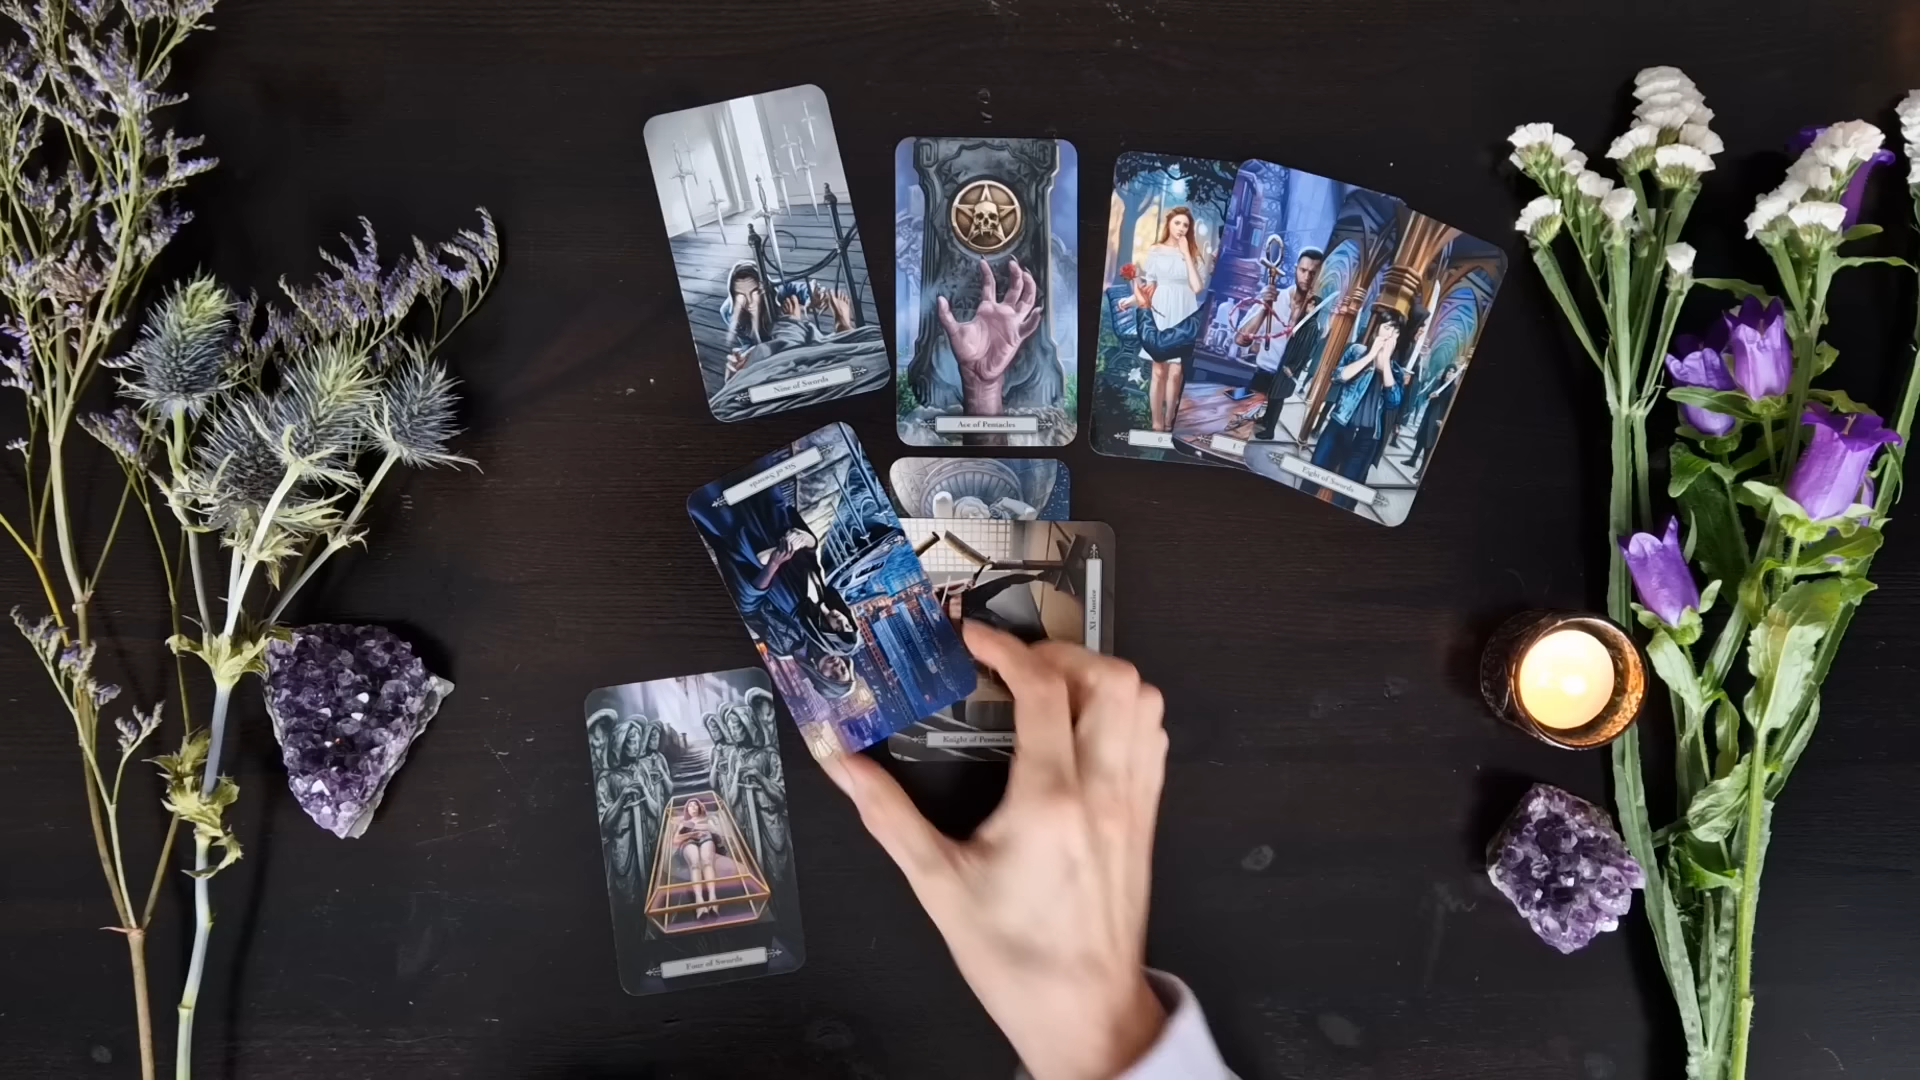 Nine of Swords
Ace of Pentacles
0
I
Eight of Swords
Six of Swords
XI · Justice
Knight of Pentacles
Four of Swords